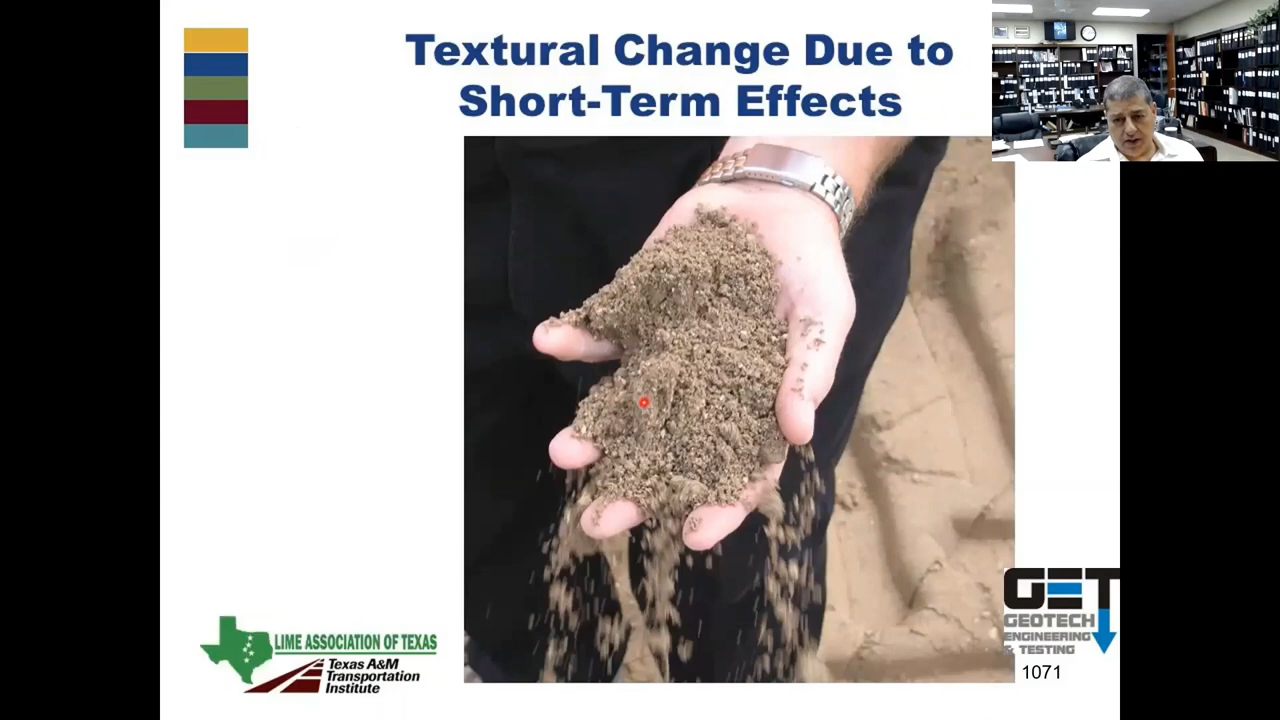 Textural Change Due to
Short-Term Effects
LIME ASSOCIATION OF TEXAS
Texas A&M
Transportation
Institute
GET
GEOTECH
ENGINEERING
& TESTING
1071